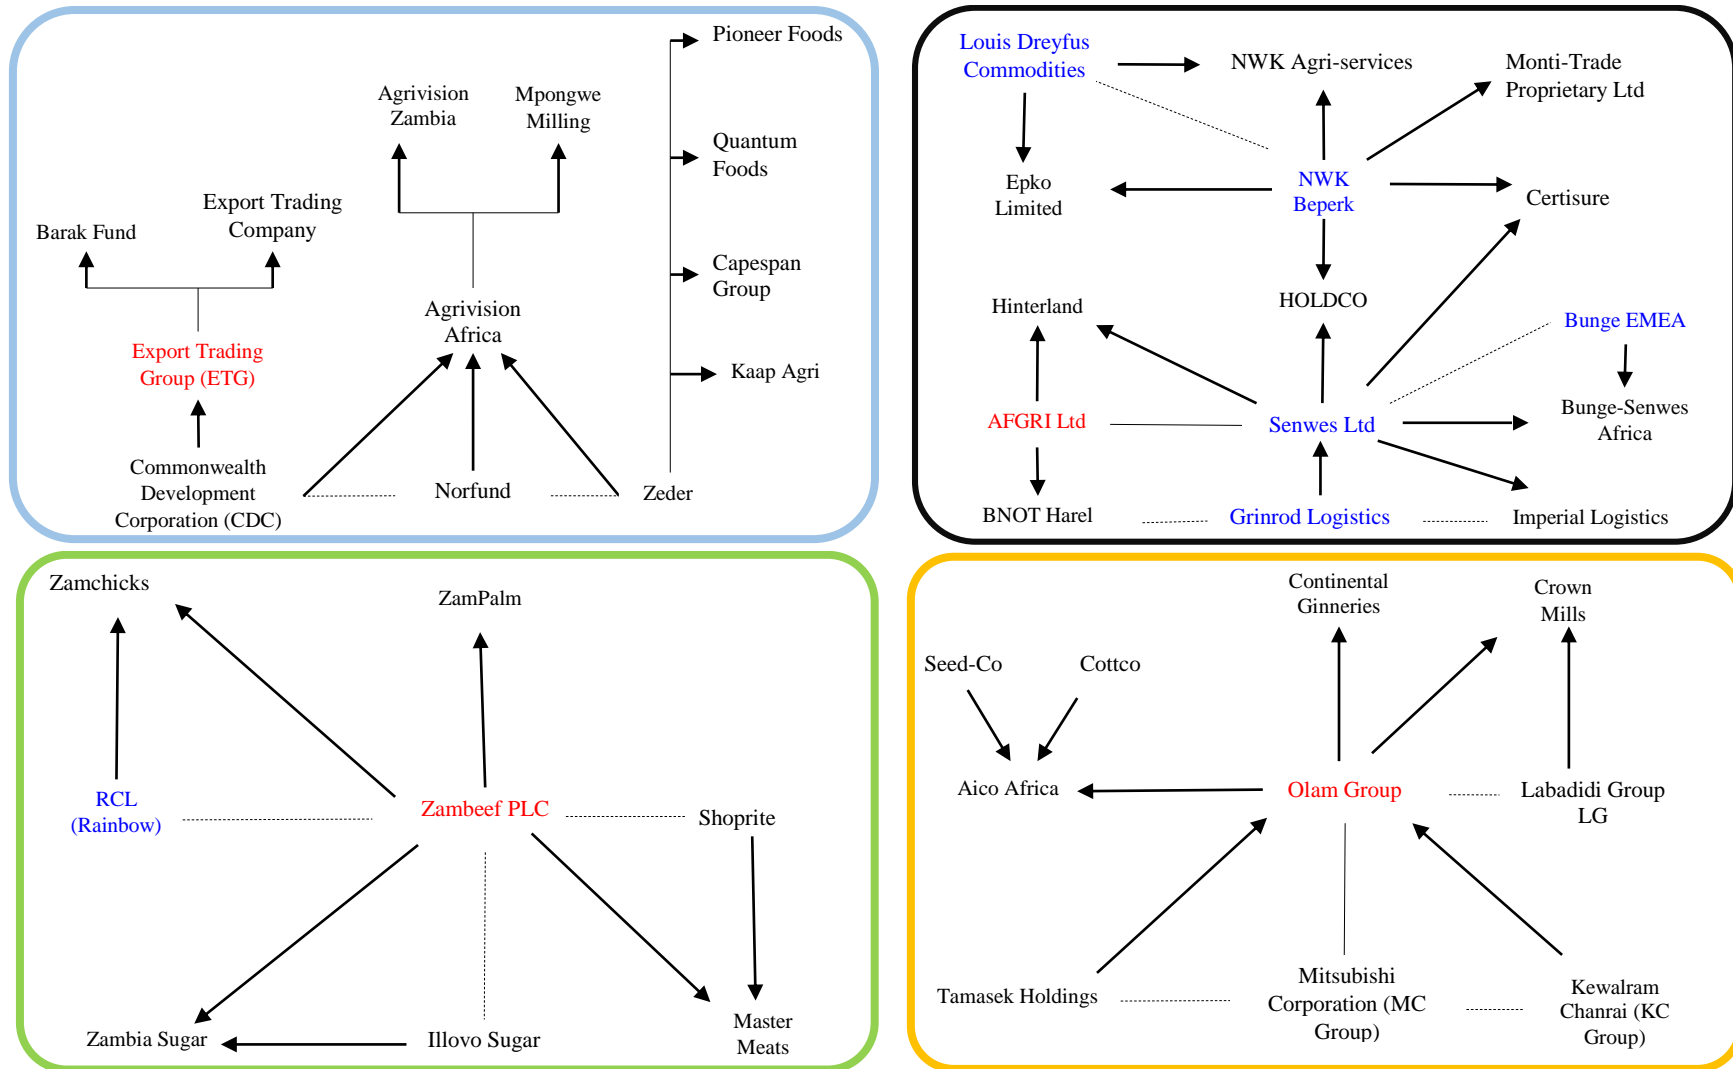 Pioneer Foods
Agrivision
Zambia
Mpongwe
Milling
Quantum
Foods
Export Trading
Company
Barak Fund
Capespan
Group
Agrivision
Africa
Export Trading
Group (ETG)
Kaap Agri
Commonwealth
Development
Corporation (CDC)
Norfund
Zeder
Louis Dreyfus
Commodities
NWK Agri-services
Monti-Trade
Proprietary Ltd
Epko
Limited
NWK
Beperk
Certisure
Hinterland
HOLDCO
Bunge EMEA
AFGRI Ltd
Senwes Ltd
Bunge-Senwes
Africa
BNOT Harel
Grinrod Logistics
Imperial Logistics
Zamchicks
ZamPalm
RCL
(Rainbow)
Zambeef PLC
Shoprite
Zambia Sugar
Illovo Sugar
Master
Meats
Continental
Ginneries
Crown
Mills
Seed-Co
Cottco
Aico Africa
Olam Group
Labadidi Group
LG
Tamasek Holdings
Mitsubishi
Corporation (MC
Group)
Kewalram
Chanrai (KC
Group)